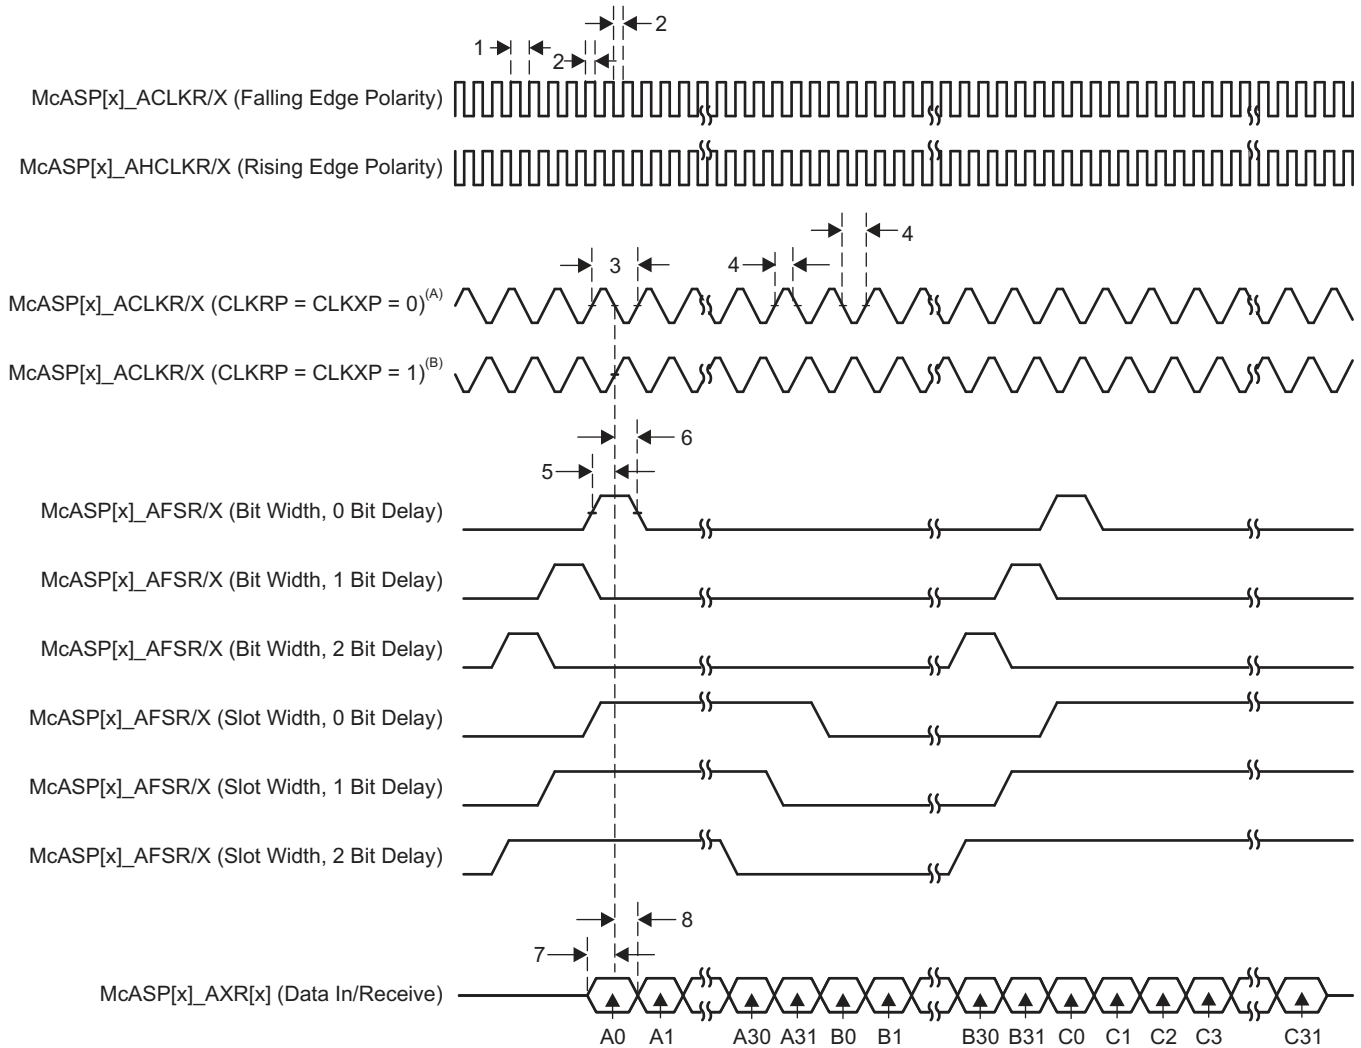 2
1
2
McASP[x]_ACLKR/X (Falling Edge Polarity)
McASP[x]_AHCLKR/X (Rising Edge Polarity)
4
3
4
McASP[x]_ACLKR/X (CLKRP = CLKXP = 0)(A)
McASP[x]_ACLKR/X (CLKRP = CLKXP = 1)(B)
6
5
McASP[x]_AFSR/X (Bit Width, 0 Bit Delay)
McASP[x]_AFSR/X (Bit Width, 1 Bit Delay)
McASP[x]_AFSR/X (Bit Width, 2 Bit Delay)
McASP[x]_AFSR/X (Slot Width, 0 Bit Delay)
McASP[x]_AFSR/X (Slot Width, 1 Bit Delay)
McASP[x]_AFSR/X (Slot Width, 2 Bit Delay)
8
7
McASP[x]_AXR[x] (Data In/Receive)
A0 A1 A30 A31 B0 B1 B30 B31 C0 C1 C2 C3 C31